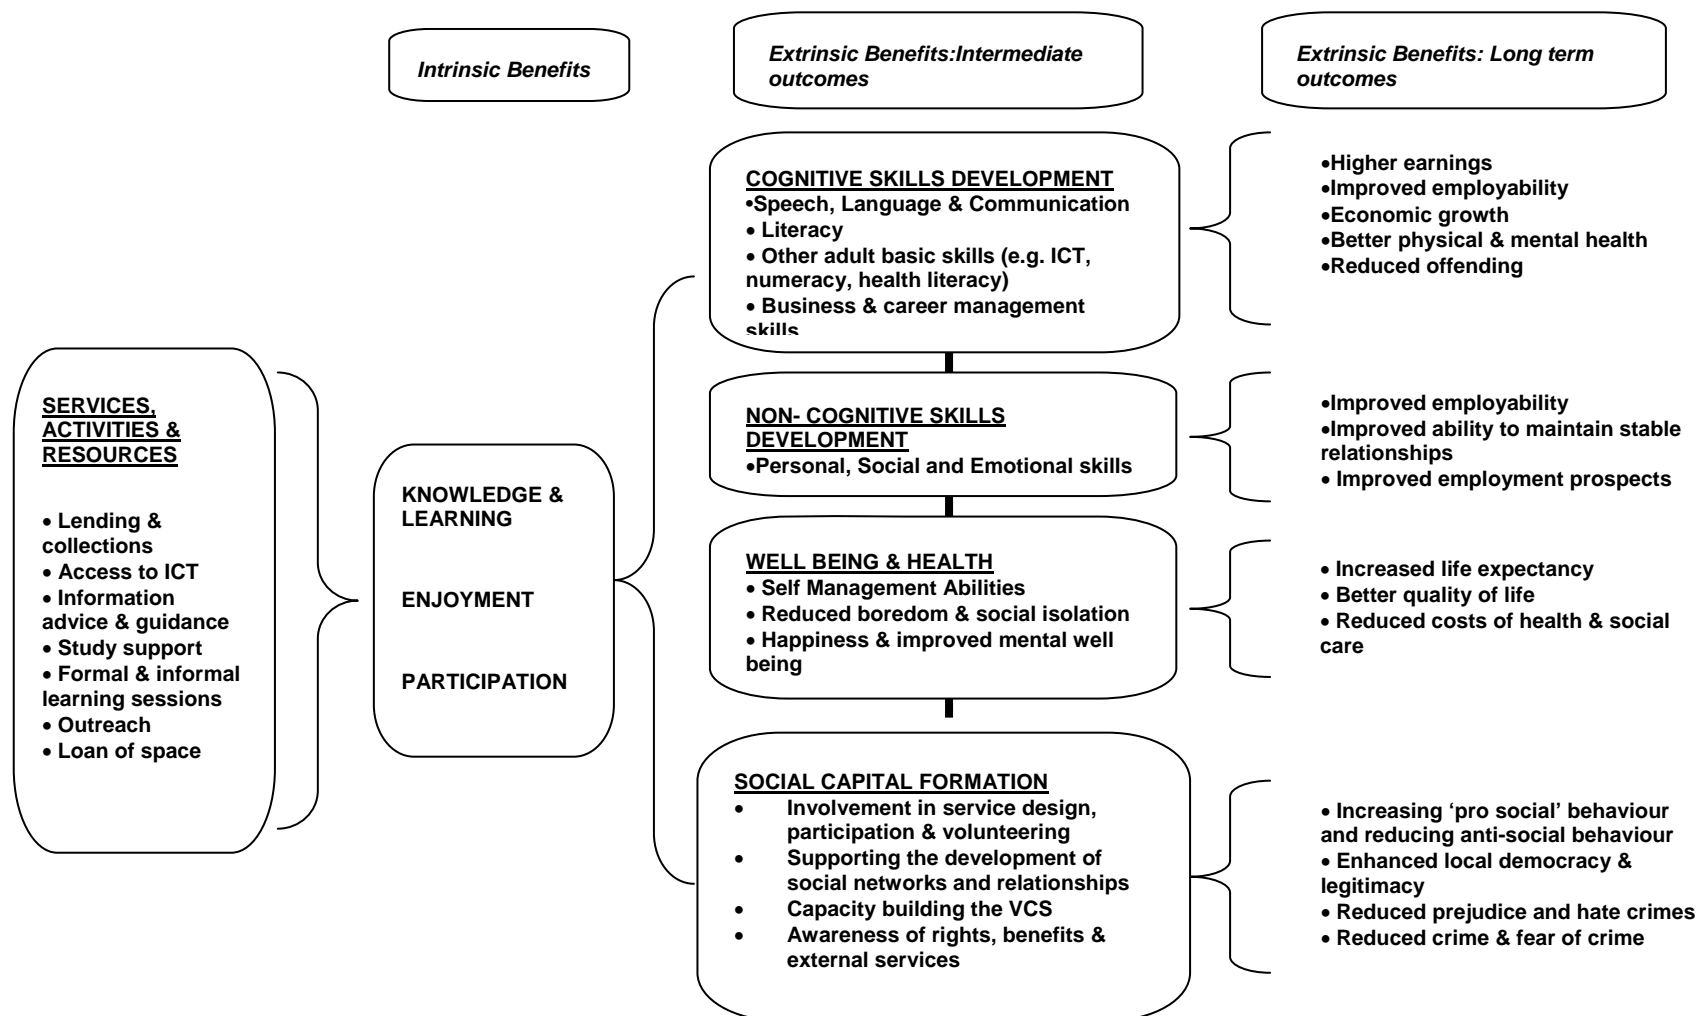 Intrinsic Benefits
Extrinsic Benefits:Intermediate
outcomes
Extrinsic Benefits: Long term
outcomes
SERVICES,
ACTIVITIES &
RESOURCES
• Lending &
collections
• Access to ICT
• Information
advice & guidance
• Study support
• Formal & informal
learning sessions
• Outreach
• Loan of space
KNOWLEDGE &
LEARNING
ENJOYMENT
PARTICIPATION
COGNITIVE SKILLS DEVELOPMENT
•Speech, Language & Communication
• Literacy
• Other adult basic skills (e.g. ICT,
numeracy, health literacy)
• Business & career management
skills
•Higher earnings
•Improved employability
•Economic growth
•Better physical & mental health
•Reduced offending
NON- COGNITIVE SKILLS
DEVELOPMENT
•Personal, Social and Emotional skills
•Improved employability
•Improved ability to maintain stable
relationships
• Improved employment prospects
WELL BEING & HEALTH
• Self Management Abilities
• Reduced boredom & social isolation
• Happiness & improved mental well
being
• Increased life expectancy
• Better quality of life
• Reduced costs of health & social
care
SOCIAL CAPITAL FORMATION
• Involvement in service design,
participation & volunteering
• Supporting the development of
social networks and relationships
• Capacity building the VCS
• Awareness of rights, benefits &
external services
• Increasing ‘pro social’ behaviour
and reducing anti-social behaviour
• Enhanced local democracy &
legitimacy
• Reduced prejudice and hate crimes
• Reduced crime & fear of crime